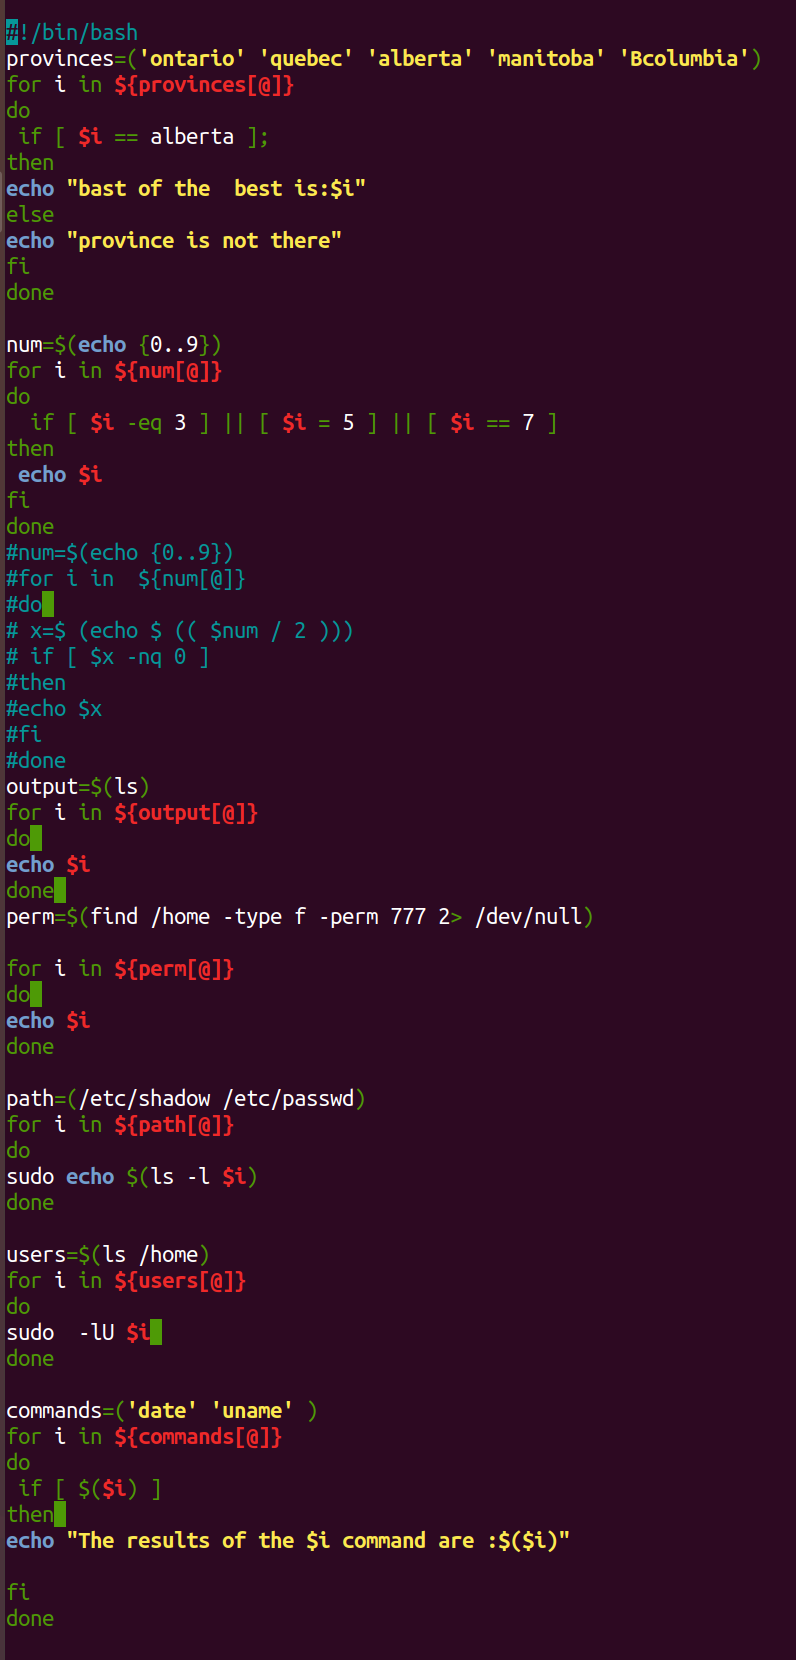 #!/bin/bash
provinces=('ontario' 'quebec' 'alberta' 'manitoba' 'Bcolumbia')
for i in ${provinces[@]}
do
 if [ $i == alberta ];
then
echo "bast of the  best is:$i"
else
echo "province is not there"
fi
done

num=$(echo {0..9})
for i in ${num[@]}
do
  if [ $i -eq 3 ] || [ $i = 5 ] || [ $i == 7 ]
then
 echo $i
fi
done
#num=$(echo {0..9})
#for i in  ${num[@]}
#do
# x=$ (echo $ (( $num / 2 )))
# if [ $x -nq 0 ]
#then
#echo $x
#fi
#done
output=$(ls)
for i in ${output[@]}
do
echo $i
done
perm=$(find /home -type f -perm 777 2> /dev/null)

for i in ${perm[@]}
do
echo $i
done

path=(/etc/shadow /etc/passwd)
for i in ${path[@]}
do
sudo echo $(ls -l $i)
done

users=$(ls /home)
for i in ${users[@]}
do
sudo  -lU $i
done

commands=('date' 'uname' )
for i in ${commands[@]}
do
 if [ $($i) ]
then
echo "The results of the $i command are :$($i)"

fi
done